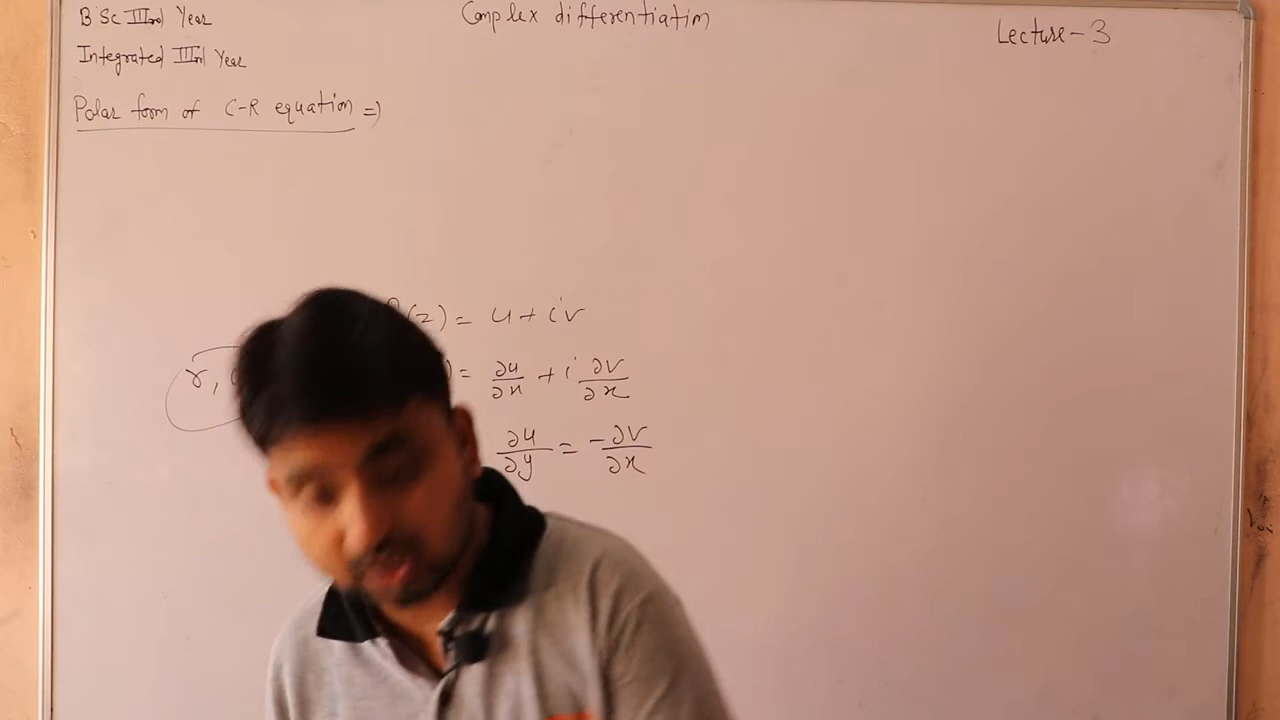 B Sc IIIrd Year
Complex differentiation
Lecture-3
Integrated IIIrd Year
Polar form of C-R equation =>
(z) = u + iv
r,
) = ∂u/∂x + i ∂v/∂x
∂u/∂y = -∂v/∂x